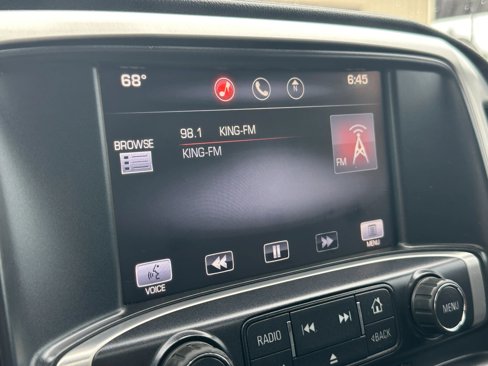 68° N 6:45
98.1 KING-FM
BROWSE KING-FM
FM
VOICE MENU
RADIO BACK MENU